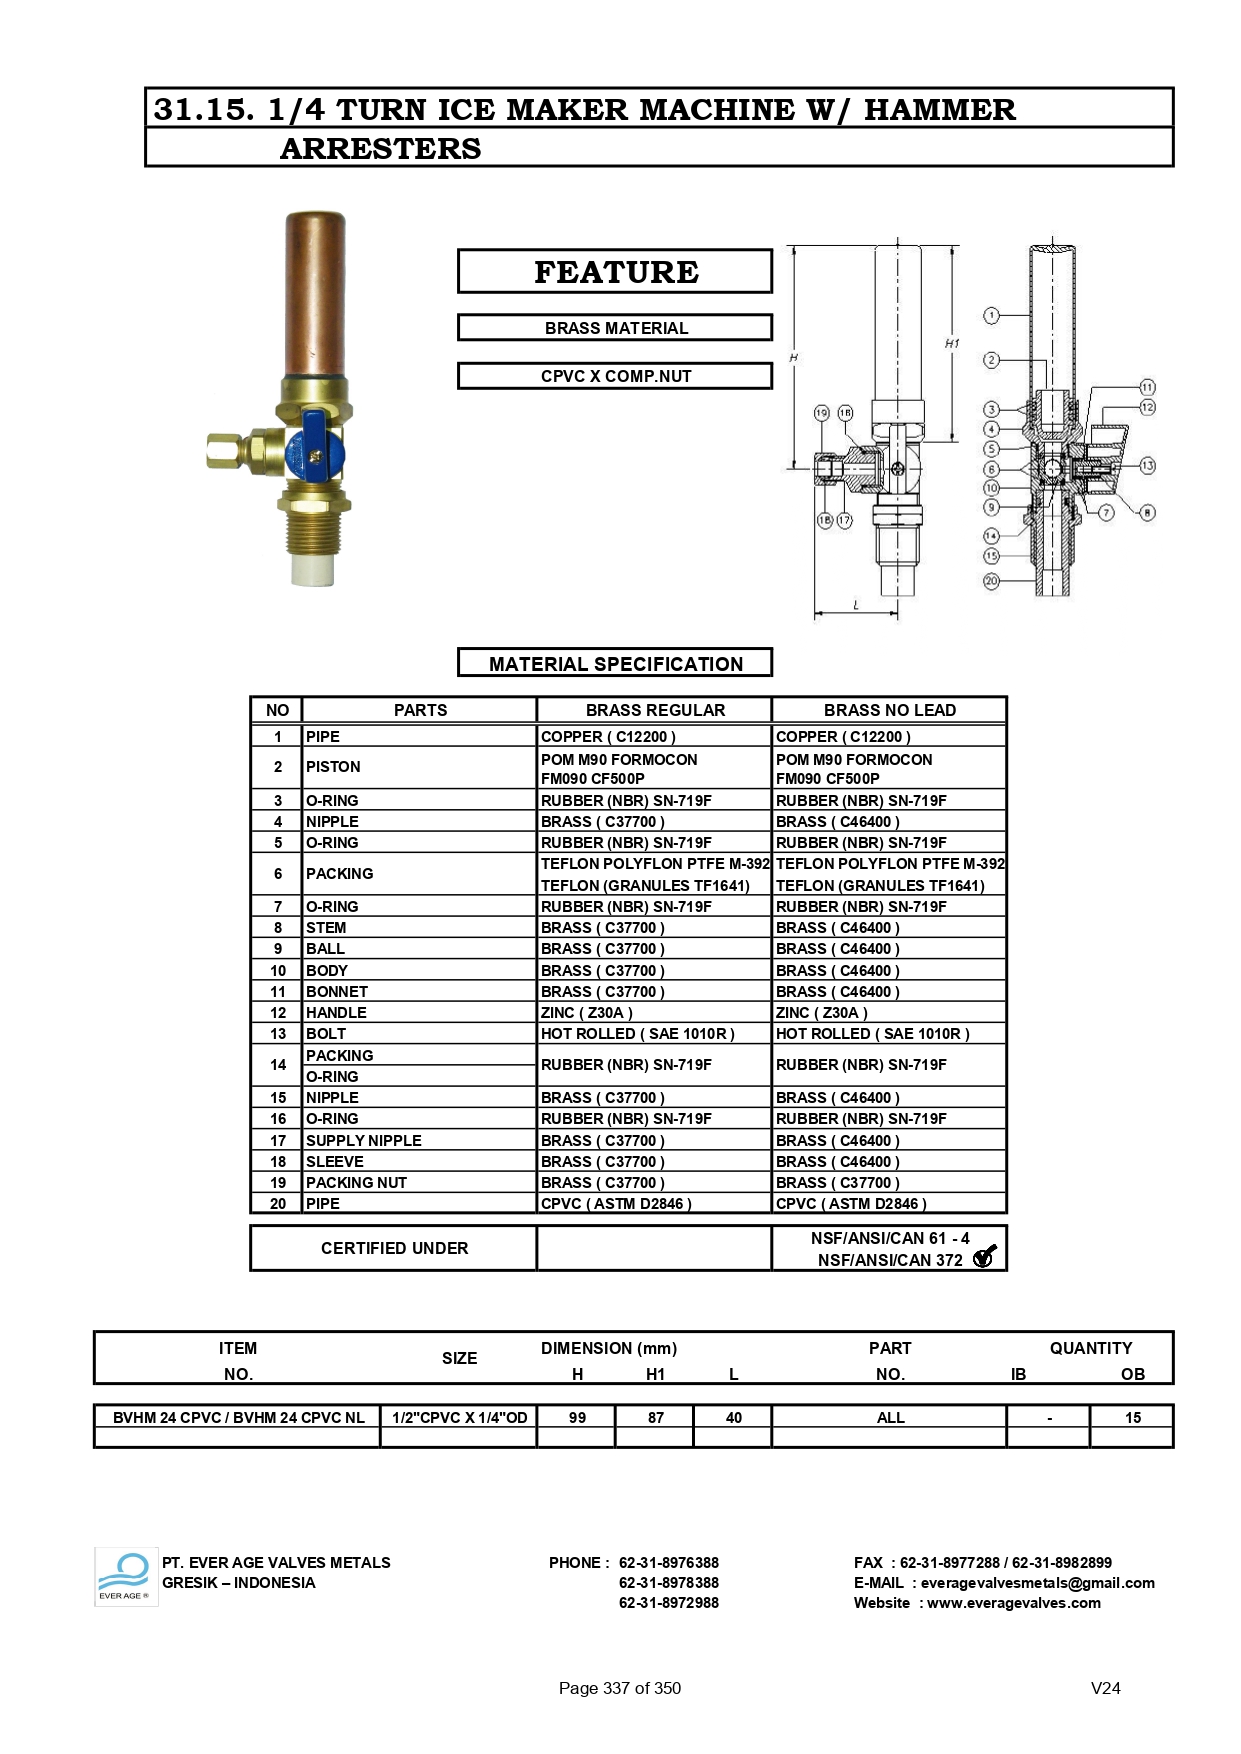 31.15. 1/4 TURN ICE MAKER MACHINE W/ HAMMER
ARRESTERS
FEATURE
BRASS MATERIAL
CPVC X COMP.NUT
H
H1
L
19
16
18
17
1
2
3
4
5
6
10
9
14
15
20
11
12
13
7
8
MATERIAL SPECIFICATION
NO PARTS BRASS REGULAR BRASS NO LEAD
1 PIPE COPPER ( C12200 ) COPPER ( C12200 )
2 PISTON POM M90 FORMOCON POM M90 FORMOCON
FM090 CF500P FM090 CF500P
3 O-RING RUBBER (NBR) SN-719F RUBBER (NBR) SN-719F
4 NIPPLE BRASS ( C37700 ) BRASS ( C46400 )
5 O-RING RUBBER (NBR) SN-719F RUBBER (NBR) SN-719F
6 PACKING TEFLON POLYFLON PTFE M-392 TEFLON POLYFLON PTFE M-392
TEFLON (GRANULES TF1641) TEFLON (GRANULES TF1641)
7 O-RING RUBBER (NBR) SN-719F RUBBER (NBR) SN-719F
8 STEM BRASS ( C37700 ) BRASS ( C46400 )
9 BALL BRASS ( C37700 ) BRASS ( C46400 )
10 BODY BRASS ( C37700 ) BRASS ( C46400 )
11 BONNET BRASS ( C37700 ) BRASS ( C46400 )
12 HANDLE ZINC ( Z30A ) ZINC ( Z30A )
13 BOLT HOT ROLLED ( SAE 1010R ) HOT ROLLED ( SAE 1010R )
14 PACKING RUBBER (NBR) SN-719F RUBBER (NBR) SN-719F
O-RING
15 NIPPLE BRASS ( C37700 ) BRASS ( C46400 )
16 O-RING RUBBER (NBR) SN-719F RUBBER (NBR) SN-719F
17 SUPPLY NIPPLE BRASS ( C37700 ) BRASS ( C46400 )
18 SLEEVE BRASS ( C37700 ) BRASS ( C46400 )
19 PACKING NUT BRASS ( C37700 ) BRASS ( C37700 )
20 PIPE CPVC ( ASTM D2846 ) CPVC ( ASTM D2846 )
CERTIFIED UNDER NSF/ANSI/CAN 61 - 4
NSF/ANSI/CAN 372
ITEM SIZE DIMENSION (mm) PART QUANTITY
NO. H H1 L NO. IB OB
BVHM 24 CPVC / BVHM 24 CPVC NL 1/2"CPVC X 1/4"OD 99 87 40 ALL - 15
EVER AGE ®
PT. EVER AGE VALVES METALS PHONE : 62-31-8976388 FAX : 62-31-8977288 / 62-31-8982899
GRESIK – INDONESIA 62-31-8978388 E-MAIL : everagevalvesmetals@gmail.com
62-31-8972988 Website : www.everagevalves.com
Page 337 of 350 V24